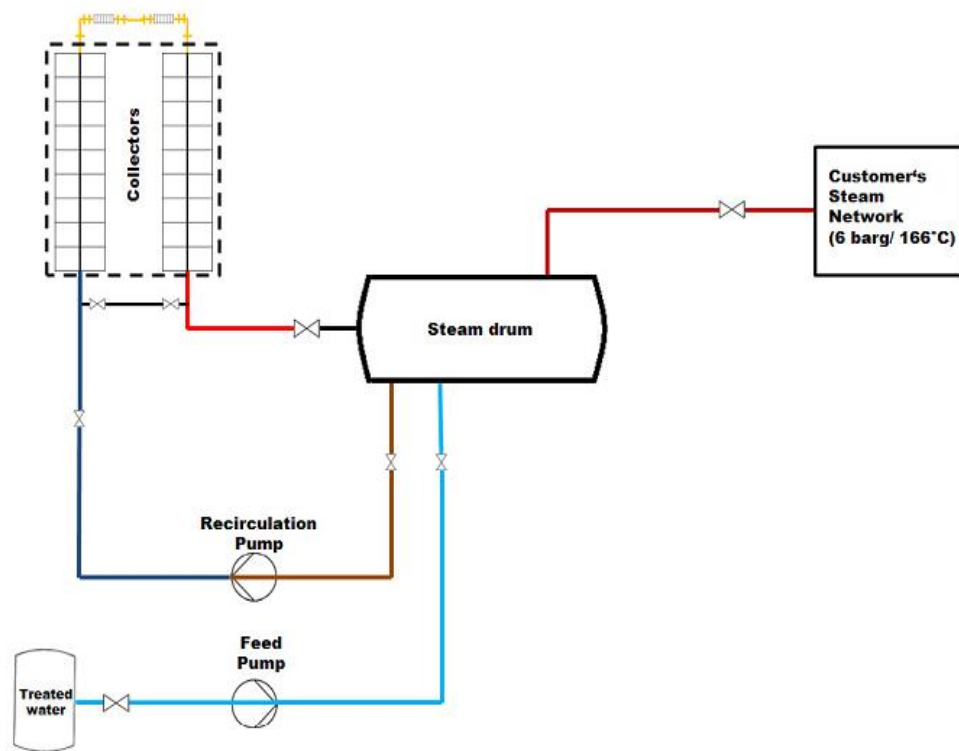 Collectors
Customer‘s
Steam
Network
(6 barg/ 166°C)
Steam drum
Recirculation
Pump
Feed
Pump
Treated
water